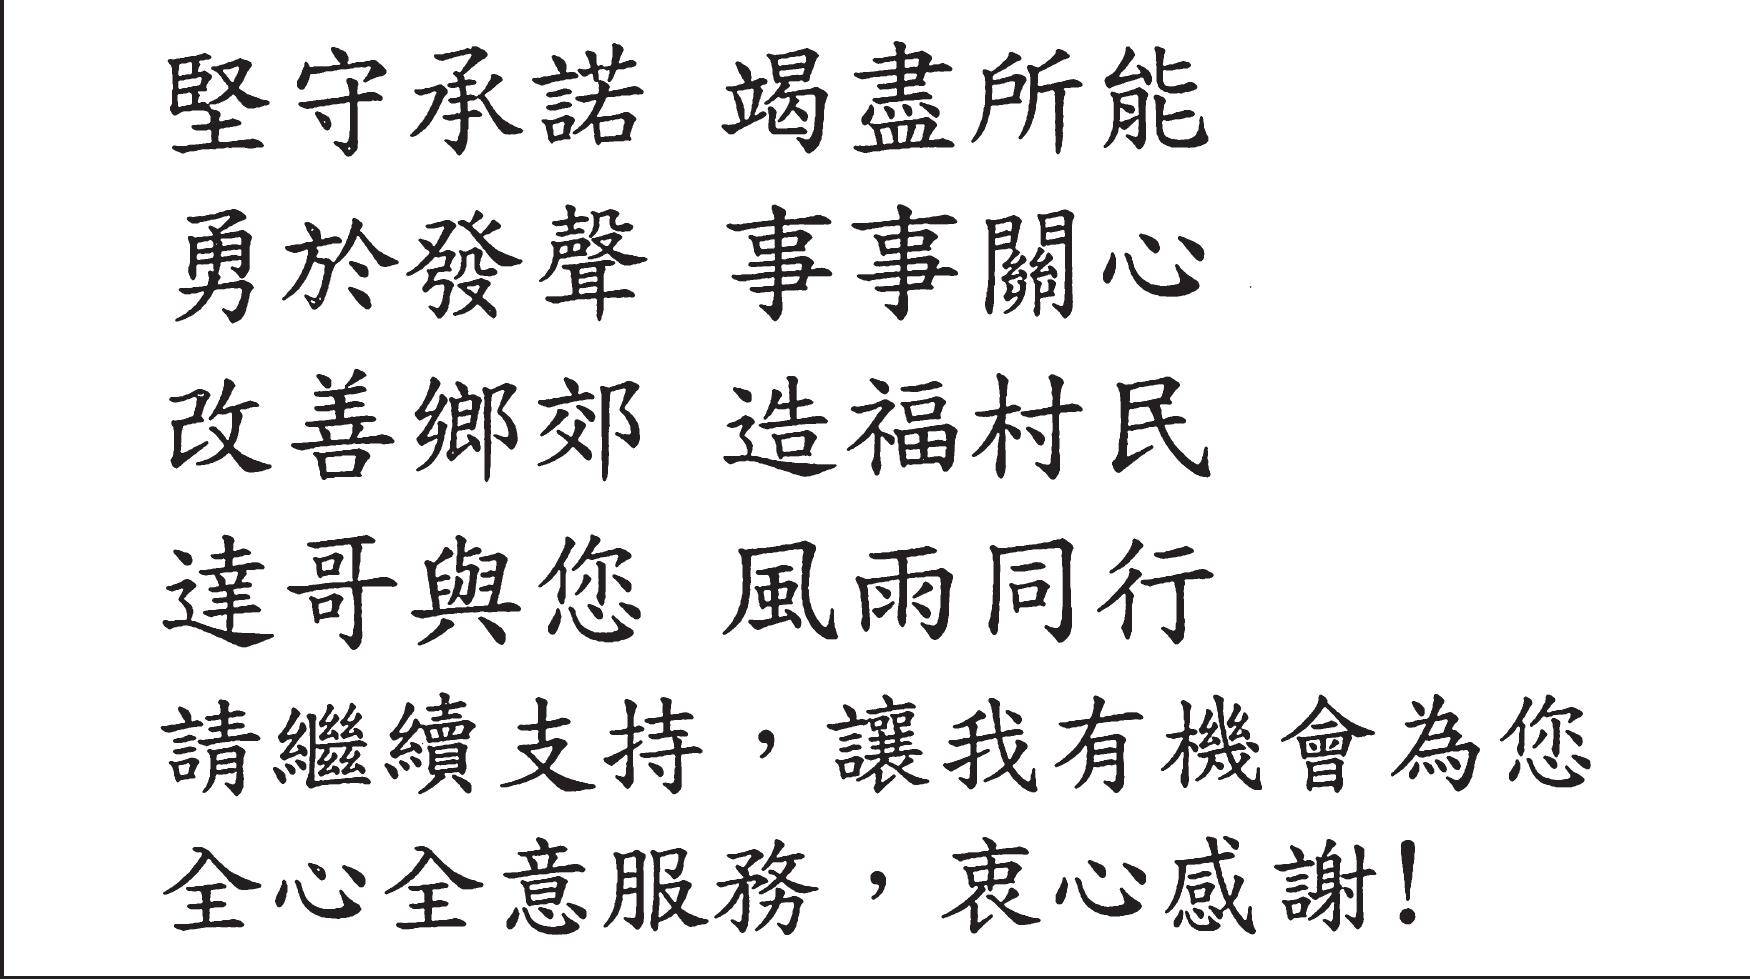 堅守承諾 竭盡所能
勇於發聲 事事關心
改善鄉郊 造福村民
達哥與您 風雨同行
請繼續支持，讓我有機會為您
全心全意服務，衷心感謝!